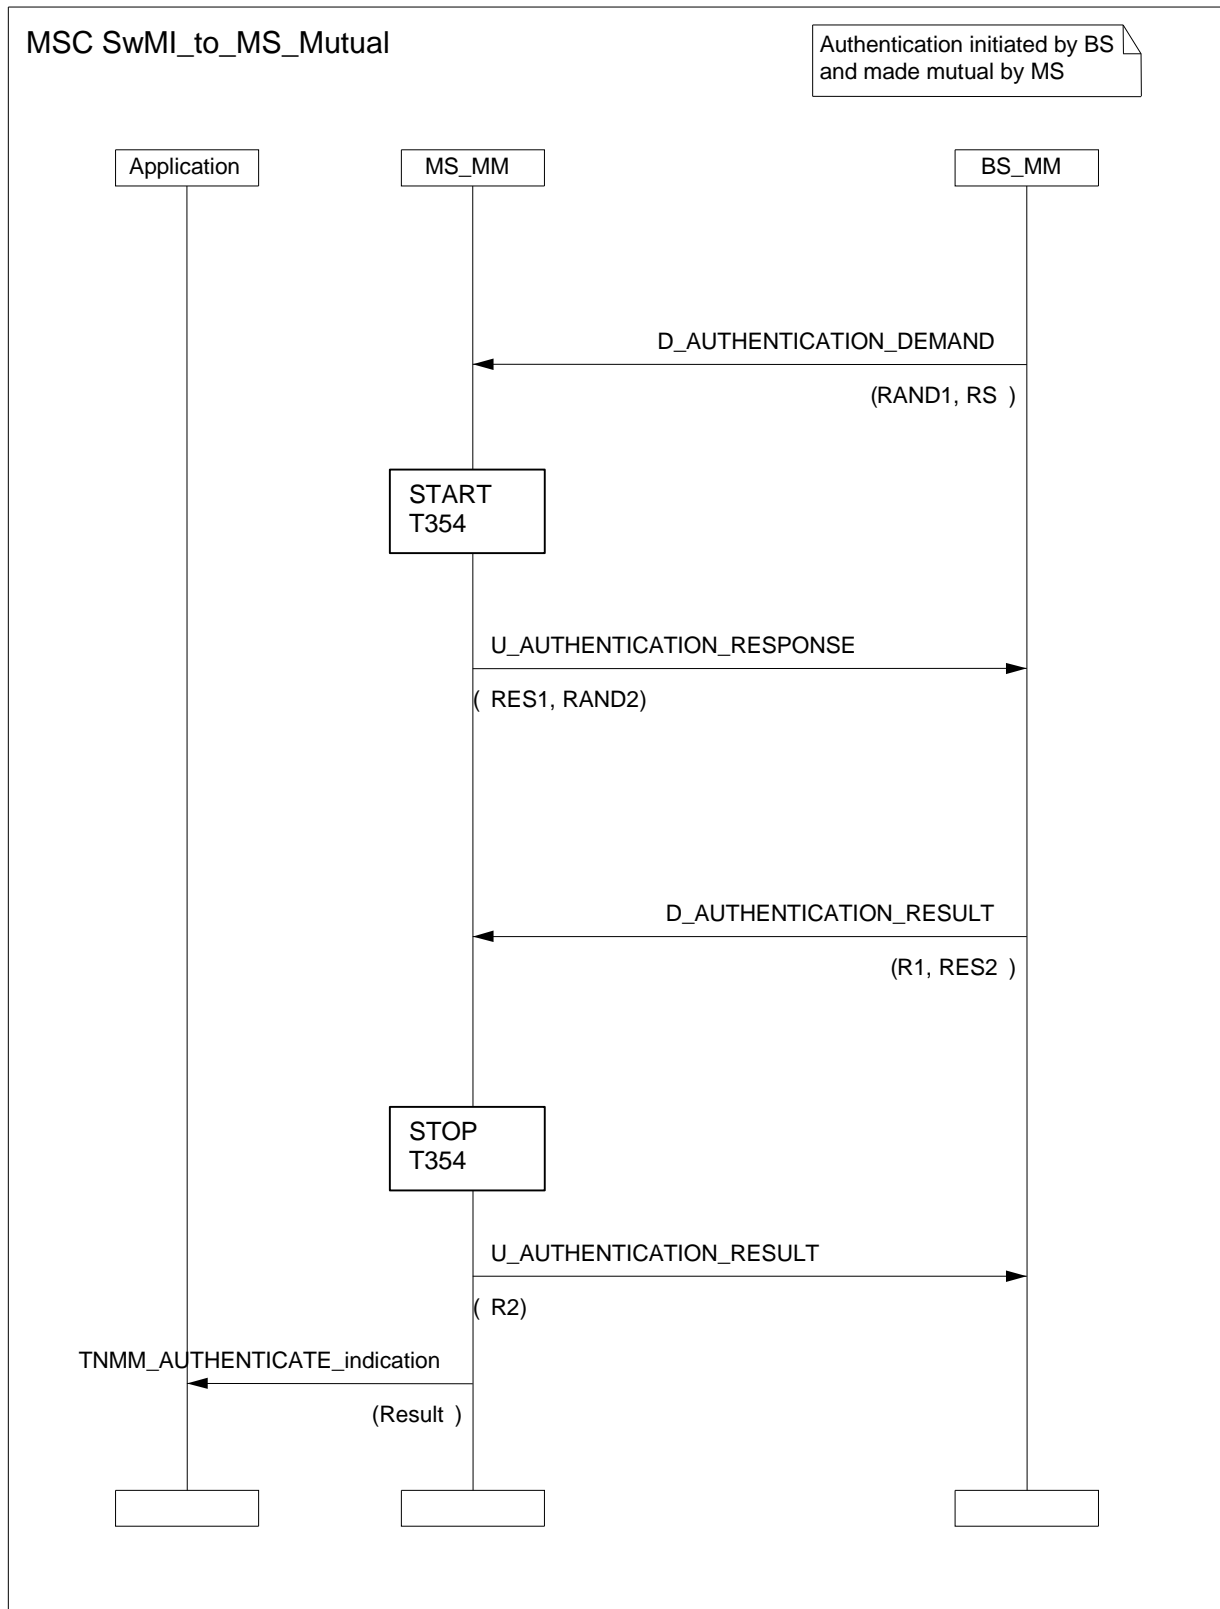 MSC SwMI_to_MS_Mutual
Authentication initiated by BS
and made mutual by MS
Application
MS_MM
BS_MM
D_AUTHENTICATION_DEMAND
(RAND1, RS )
START
T354
U_AUTHENTICATION_RESPONSE
( RES1, RAND2)
D_AUTHENTICATION_RESULT
(R1, RES2 )
STOP
T354
U_AUTHENTICATION_RESULT
( R2)
TNMM_AUTHENTICATE_indication
(Result )